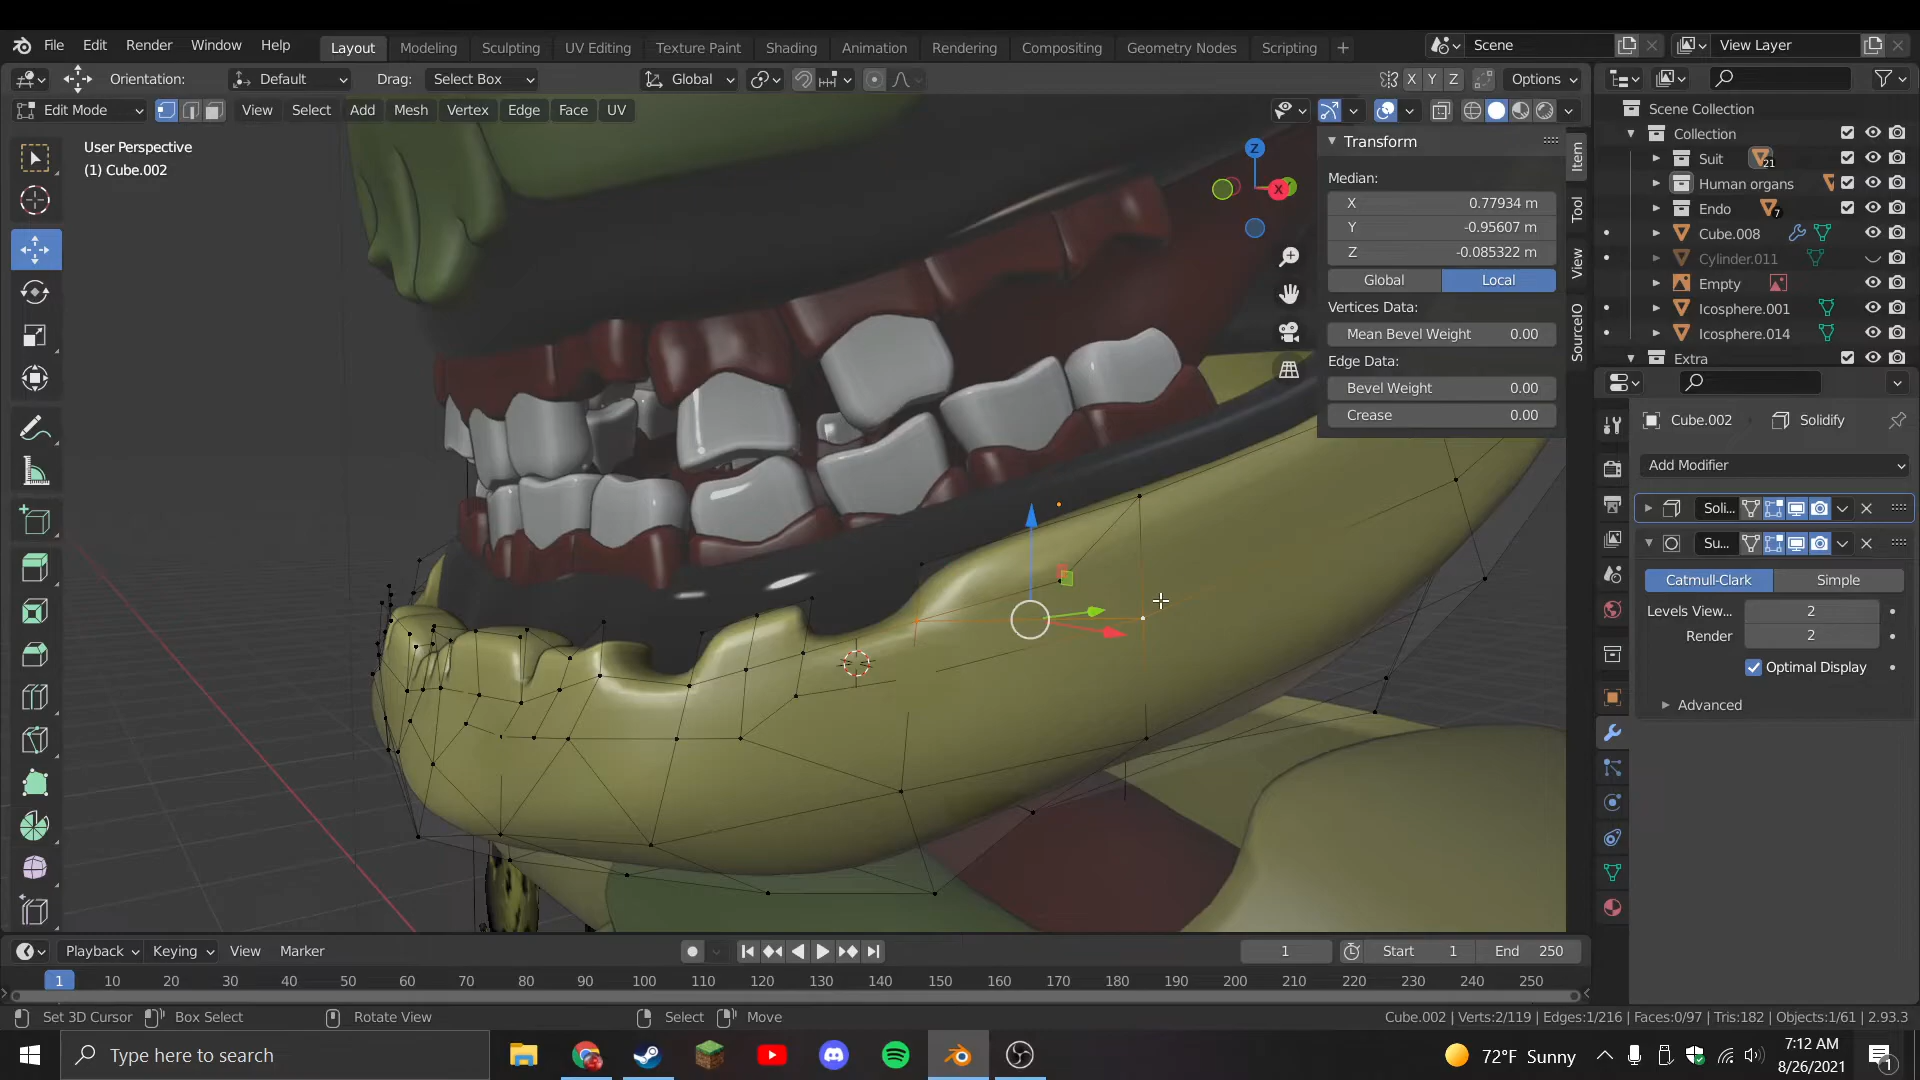 File Edit Render Window Help Layout Modeling Sculpting UV Editing Texture Paint Shading Animation Rendering Compositing Geometry Nodes Scripting + Scene View Layer
Orientation: Default Drag: Select Box Global X Y Z Options
Edit Mode View Select Add Mesh Vertex Edge Face UV
User Perspective
(1) Cube.002
Z
X
Transform
Median:
X 0.77934 m
Y -0.95607 m
Z -0.085322 m
Global Local
Vertices Data:
Mean Bevel Weight 0.00
Edge Data:
Bevel Weight 0.00
Crease 0.00
Item
Tool
View
SourceIO
Scene Collection
Collection
Suit 21
Human organs
Endo 7
Cube.008
Cylinder.011
Empty
Icosphere.001
Icosphere.014
Extra
Cube.002 Solidify
Add Modifier
Soli...
Su...
Catmull-Clark Simple
Levels View... 2
Render 2
Optimal Display
Advanced
Playback Keying View Marker 1 Start 1 End 250
1 10 20 30 40 50 60 70 80 90 100 110 120 130 140 150 160 170 180 190 200 210 220 230 240 250
Set 3D Cursor Box Select Rotate View Select Move Cube.002 | Verts:2/119 | Edges:1/216 | Faces:0/97 | Tris:182 | Objects:1/61 | 2.93.3
Type here to search 72°F Sunny 7:12 AM
8/26/2021
1